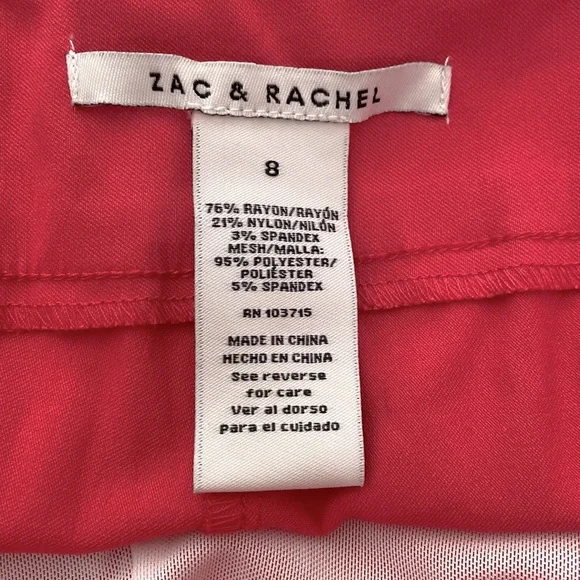 ZAC & RACHEL
8
76% RAYON/RAYÓN
21% NYLON/NILÓN
3% SPANDEX
MESH/MALLA:
95% POLYESTER/
POLIÉSTER
5% SPANDEX
RN 103715
MADE IN CHINA
HECHO EN CHINA
See reverse
for care
Ver al dorso
para el cuidado